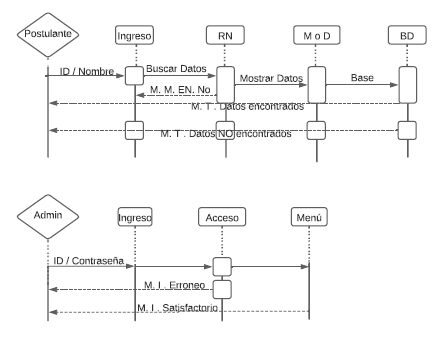 Postulante
Ingreso
RN
M o D
BD
ID / Nombre
Buscar Datos
Mostrar Datos
Base
M. M. EN. No
M. T . Datos encontrados
M. T . Datos NO encontrados
Admin
Ingreso
Acceso
Menú
ID / Contraseña
M. I . Erroneo
M. I . Satisfactorio